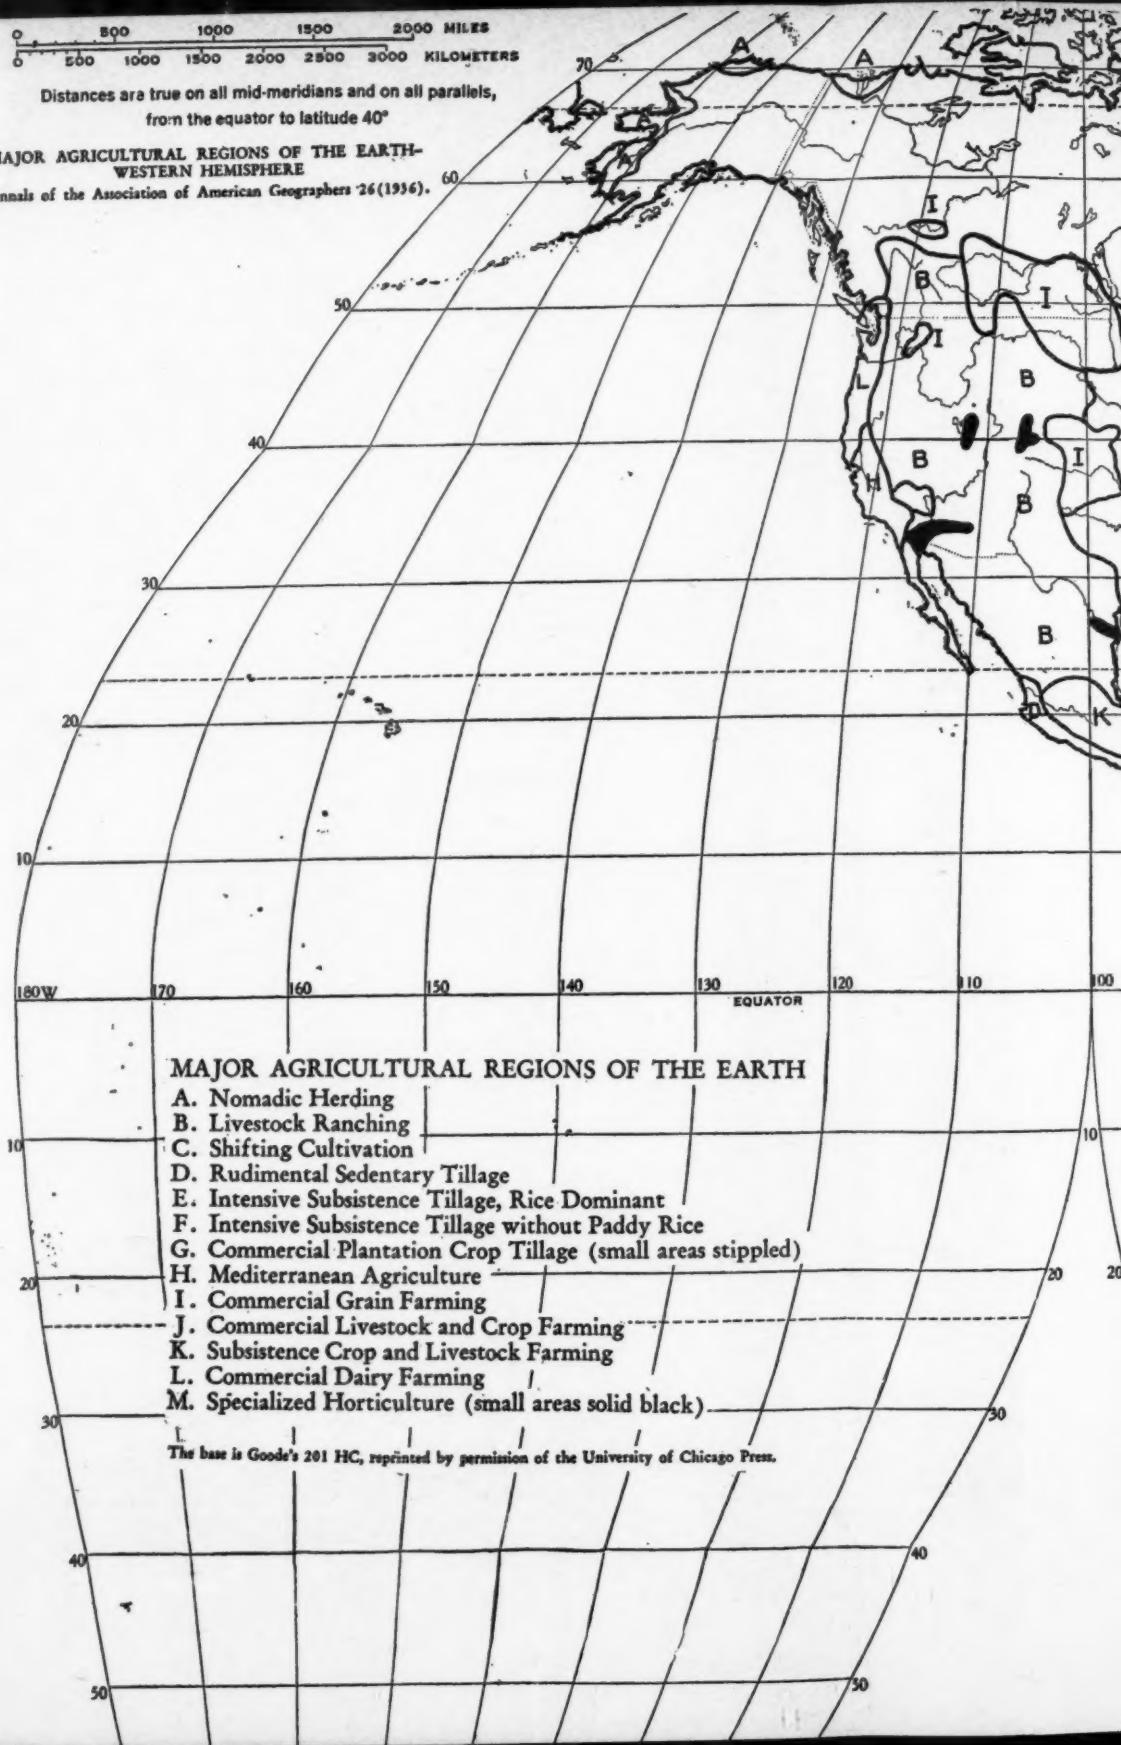 0 500 1000 1500 2000 MILES
0 500 1000 1500 2000 2500 3000 KILOMETERS
Distances are true on all mid-meridians and on all parallels,
from the equator to latitude 40°
AJOR AGRICULTURAL REGIONS OF THE EARTH—
WESTERN HEMISPHERE
nnals of the Association of American Geographers 26(1936).
70
A
A
A
A
60
I
50
B
I
I
L
B
40
B
I
H
B
30
B
20
D
K
10
180W 170 160 150 140 130 120 110 100
EQUATOR
MAJOR AGRICULTURAL REGIONS OF THE EARTH
A. Nomadic Herding
B. Livestock Ranching
10 10
C. Shifting Cultivation
D. Rudimental Sedentary Tillage
E. Intensive Subsistence Tillage, Rice Dominant
F. Intensive Subsistence Tillage without Paddy Rice
G. Commercial Plantation Crop Tillage (small areas stippled)
20 20 20
H. Mediterranean Agriculture
I. Commercial Grain Farming
J. Commercial Livestock and Crop Farming
K. Subsistence Crop and Livestock Farming
L. Commercial Dairy Farming
M. Specialized Horticulture (small areas solid black)
30 30
The base is Goode's 201 HC, reprinted by permission of the University of Chicago Press.
40 40
50 50